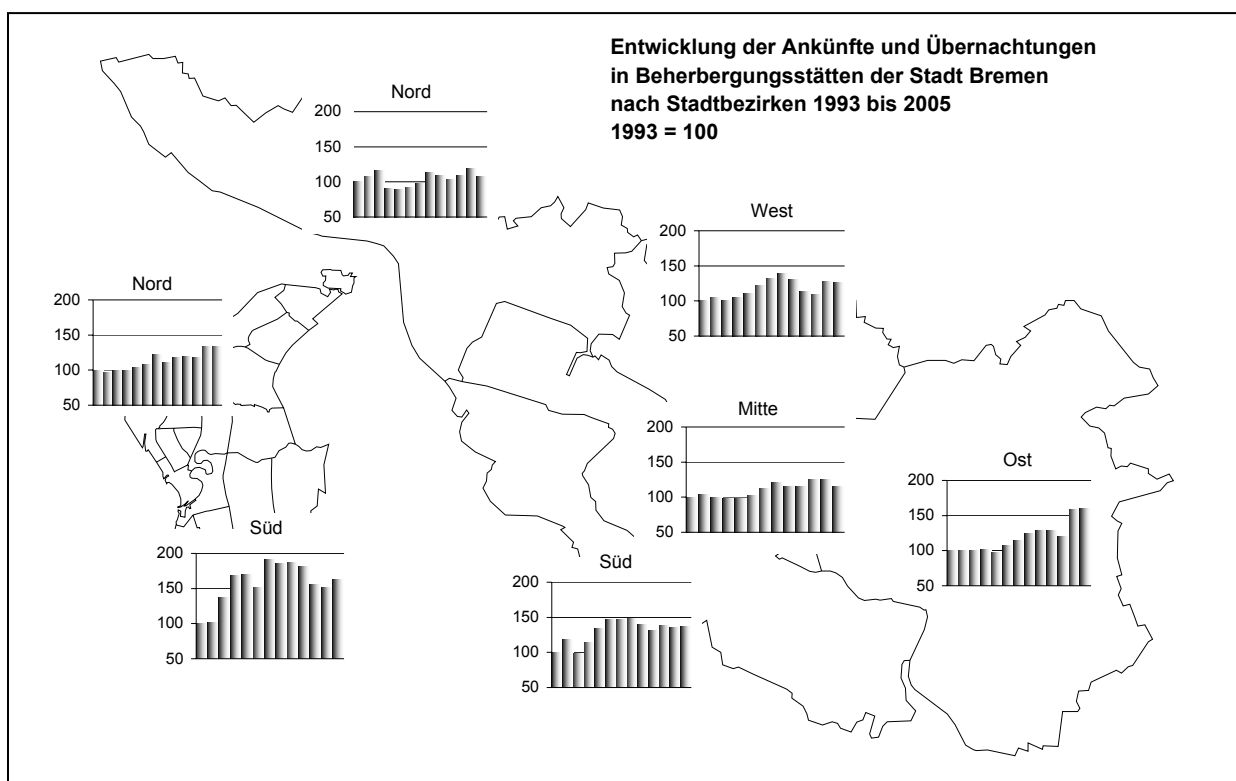 Entwicklung der Ankünfte und Übernachtungen
in Beherbergungsstätten der Stadt Bremen
nach Stadtbezirken 1993 bis 2005
1993 = 100
Nord
200
150
100
50
West
200
150
100
50
Nord
200
150
100
50
Mitte
200
150
100
50
Ost
200
150
100
50
Süd
200
150
100
50
Süd
200
150
100
50